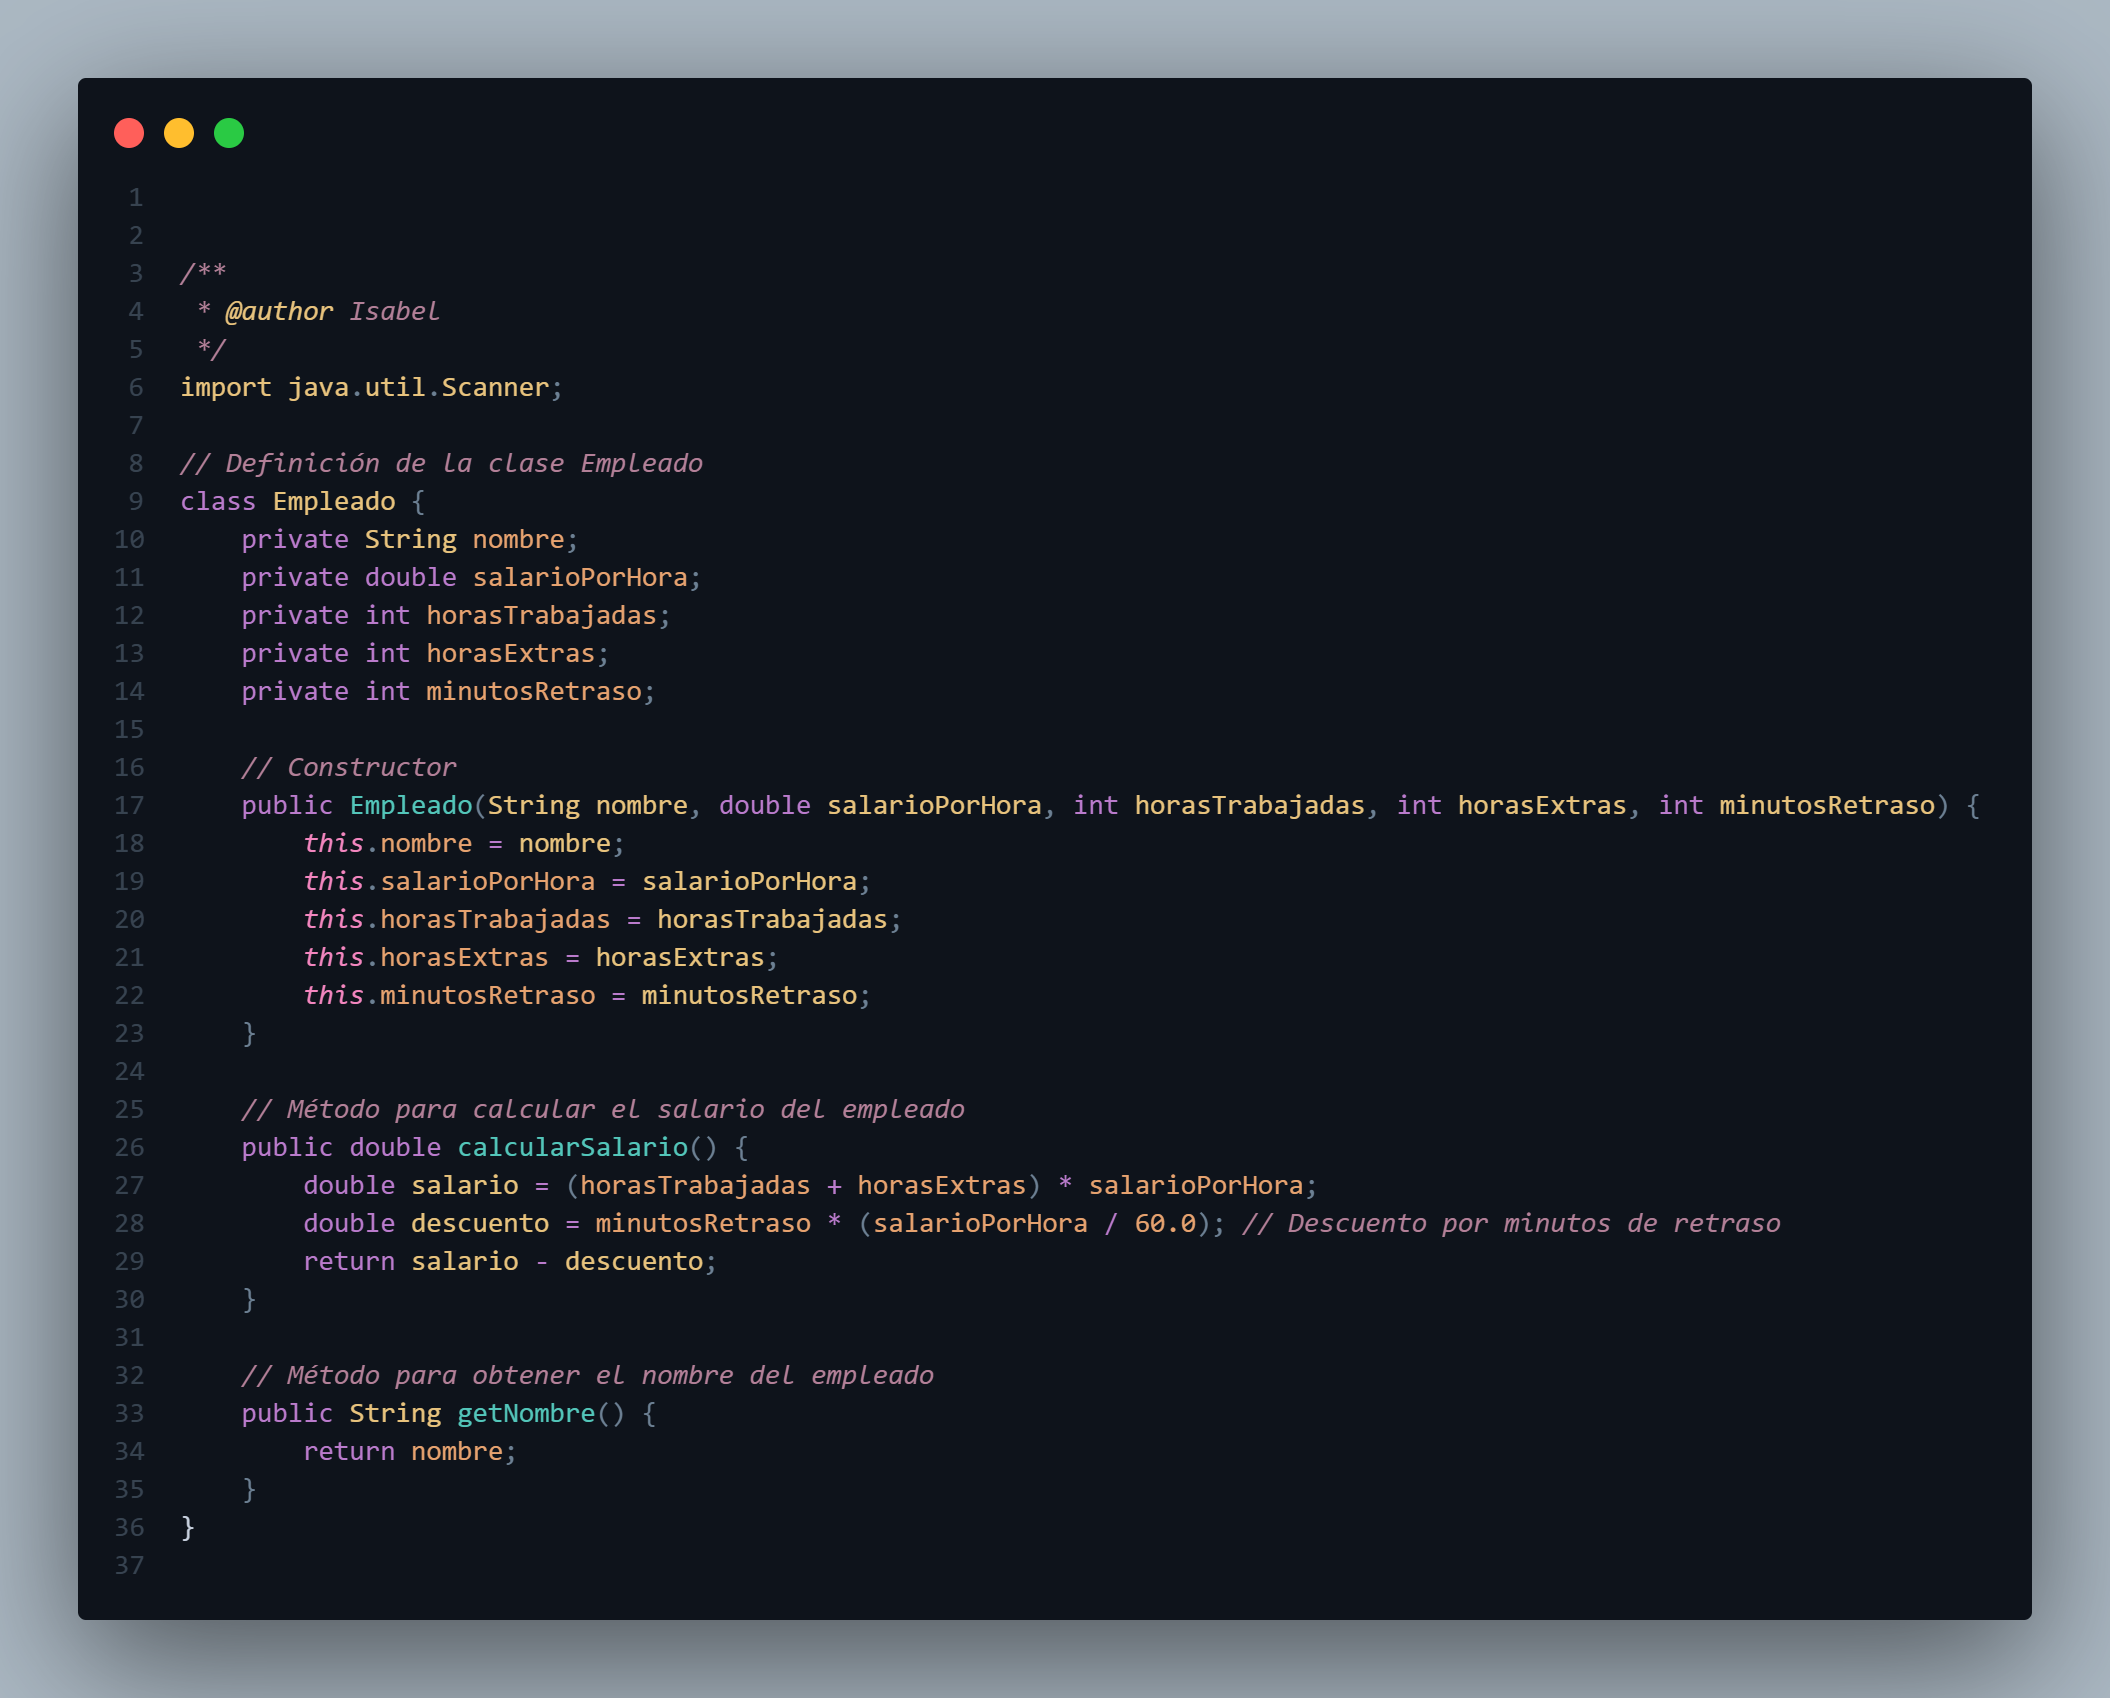 1
2
3 /**
4  * @author Isabel
5  */
6 import java.util.Scanner;
7
8 // Definición de la clase Empleado
9 class Empleado {
10     private String nombre;
11     private double salarioPorHora;
12     private int horasTrabajadas;
13     private int horasExtras;
14     private int minutosRetraso;
15
16     // Constructor
17     public Empleado(String nombre, double salarioPorHora, int horasTrabajadas, int horasExtras, int minutosRetraso) {
18         this.nombre = nombre;
19         this.salarioPorHora = salarioPorHora;
20         this.horasTrabajadas = horasTrabajadas;
21         this.horasExtras = horasExtras;
22         this.minutosRetraso = minutosRetraso;
23     }
24
25     // Método para calcular el salario del empleado
26     public double calcularSalario() {
27         double salario = (horasTrabajadas + horasExtras) * salarioPorHora;
28         double descuento = minutosRetraso * (salarioPorHora / 60.0); // Descuento por minutos de retraso
29         return salario - descuento;
30     }
31
32     // Método para obtener el nombre del empleado
33     public String getNombre() {
34         return nombre;
35     }
36 }
37